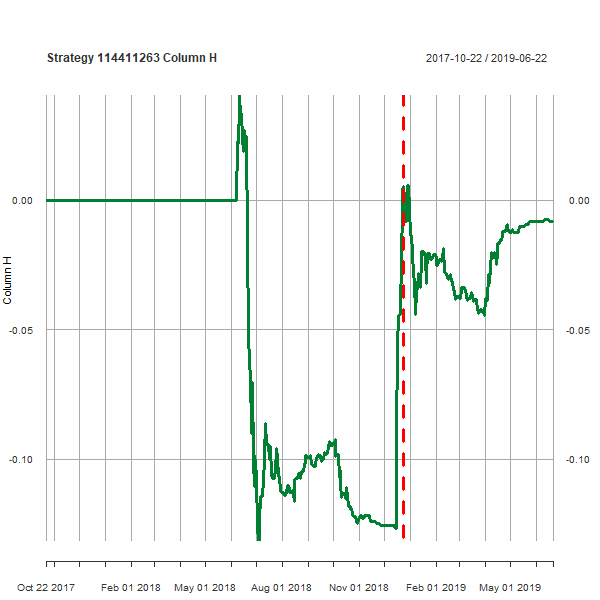 Strategy 114411263 Column H
2017-10-22 / 2019-06-22
0.00
0.00
-0.05
-0.05
-0.10
-0.10
Column H
Oct 22 2017
Feb 01 2018
May 01 2018
Aug 01 2018
Nov 01 2018
Feb 01 2019
May 01 2019